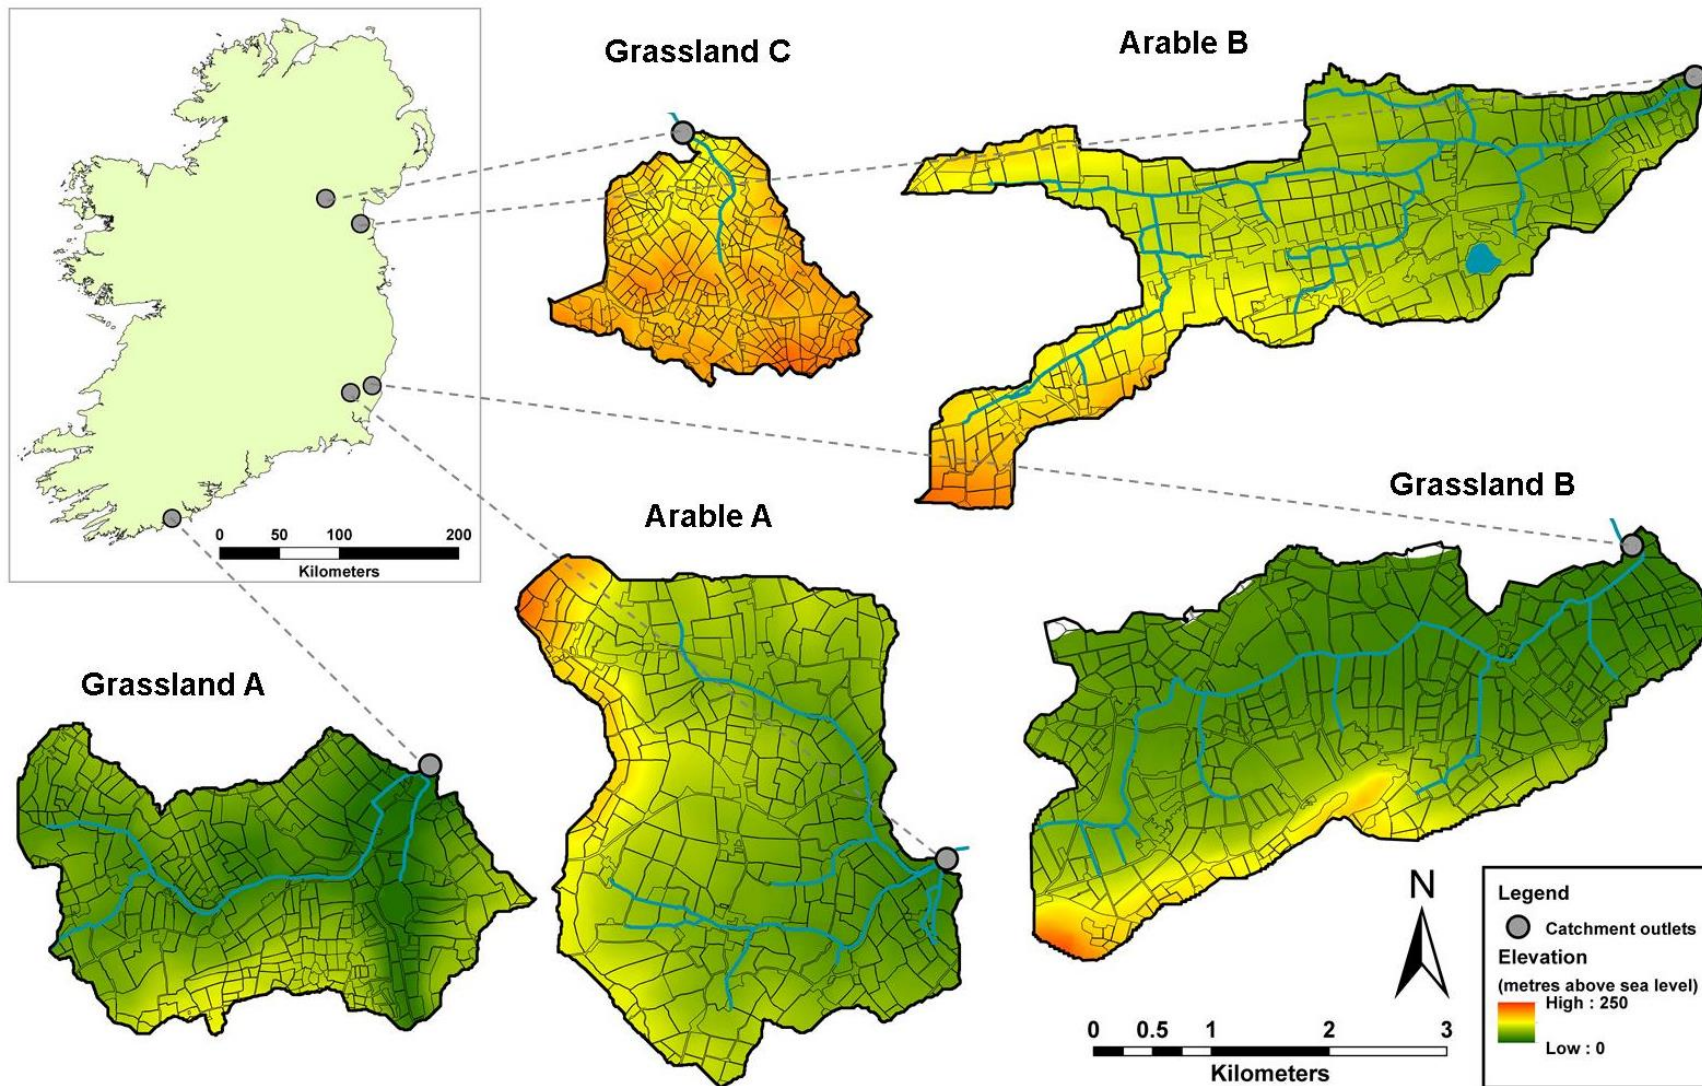 Grassland C
Arable B
0 50 100 200
Kilometers
Grassland B
Arable A
Grassland A
N
0 0.5 1 2 3
Kilometers
Legend
Catchment outlets
Elevation
(metres above sea level)
High : 250
Low : 0